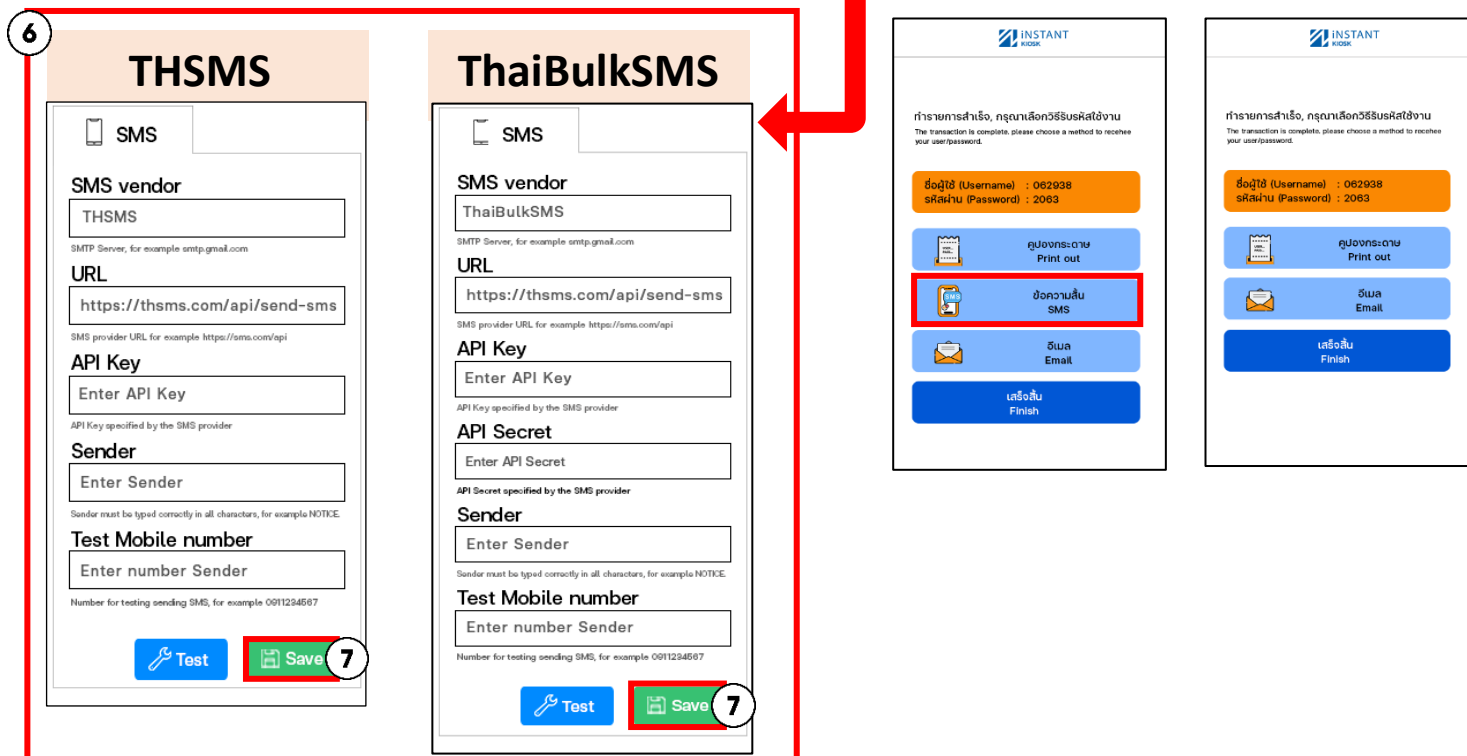 6
THSMS
SMS
SMS vendor
THSMS
SMTP Server, for example smtp.gmail.com
URL
https://thsms.com/api/send-sms
SMS provider URL for example https://sms.com/api
API Key
Enter API Key
API Key specified by the SMS provider
Sender
Enter Sender
Sender must be typed correctly in all characters, for example NOTICE.
Test Mobile number
Enter number Sender
Number for testing sending SMS, for example 0911234567
Test
Save
7
ThaiBulkSMS
SMS
SMS vendor
ThaiBulkSMS
SMTP Server, for example smtp.gmail.com
URL
https://thsms.com/api/send-sms
SMS provider URL for example https://sms.com/api
API Key
Enter API Key
API Key specified by the SMS provider
API Secret
Enter API Secret
API Secret specified by the SMS provider
Sender
Enter Sender
Sender must be typed correctly in all characters, for example NOTICE.
Test Mobile number
Enter number Sender
Number for testing sending SMS, for example 0911234567
Test
Save
7
iNSTANT
KIOSK
ทำรายการสำเร็จ, กรุณาเลือกวิธีรับรหัสใช้งาน
The transaction is complete, please choose a method to recehee
your user/password.
ชื่อผู้ใช้ (Username) : 062938
รหัสผ่าน (Password) : 2063
คูปองกระดาษ
Print out
ข้อความสั้น
SMS
อีเมล
Email
เสร็จสิ้น
Finish
iNSTANT
KIOSK
ทำรายการสำเร็จ, กรุณาเลือกวิธีรับรหัสใช้งาน
The transaction is complete, please choose a method to recehee
your user/password.
ชื่อผู้ใช้ (Username) : 062938
รหัสผ่าน (Password) : 2063
คูปองกระดาษ
Print out
อีเมล
Email
เสร็จสิ้น
Finish